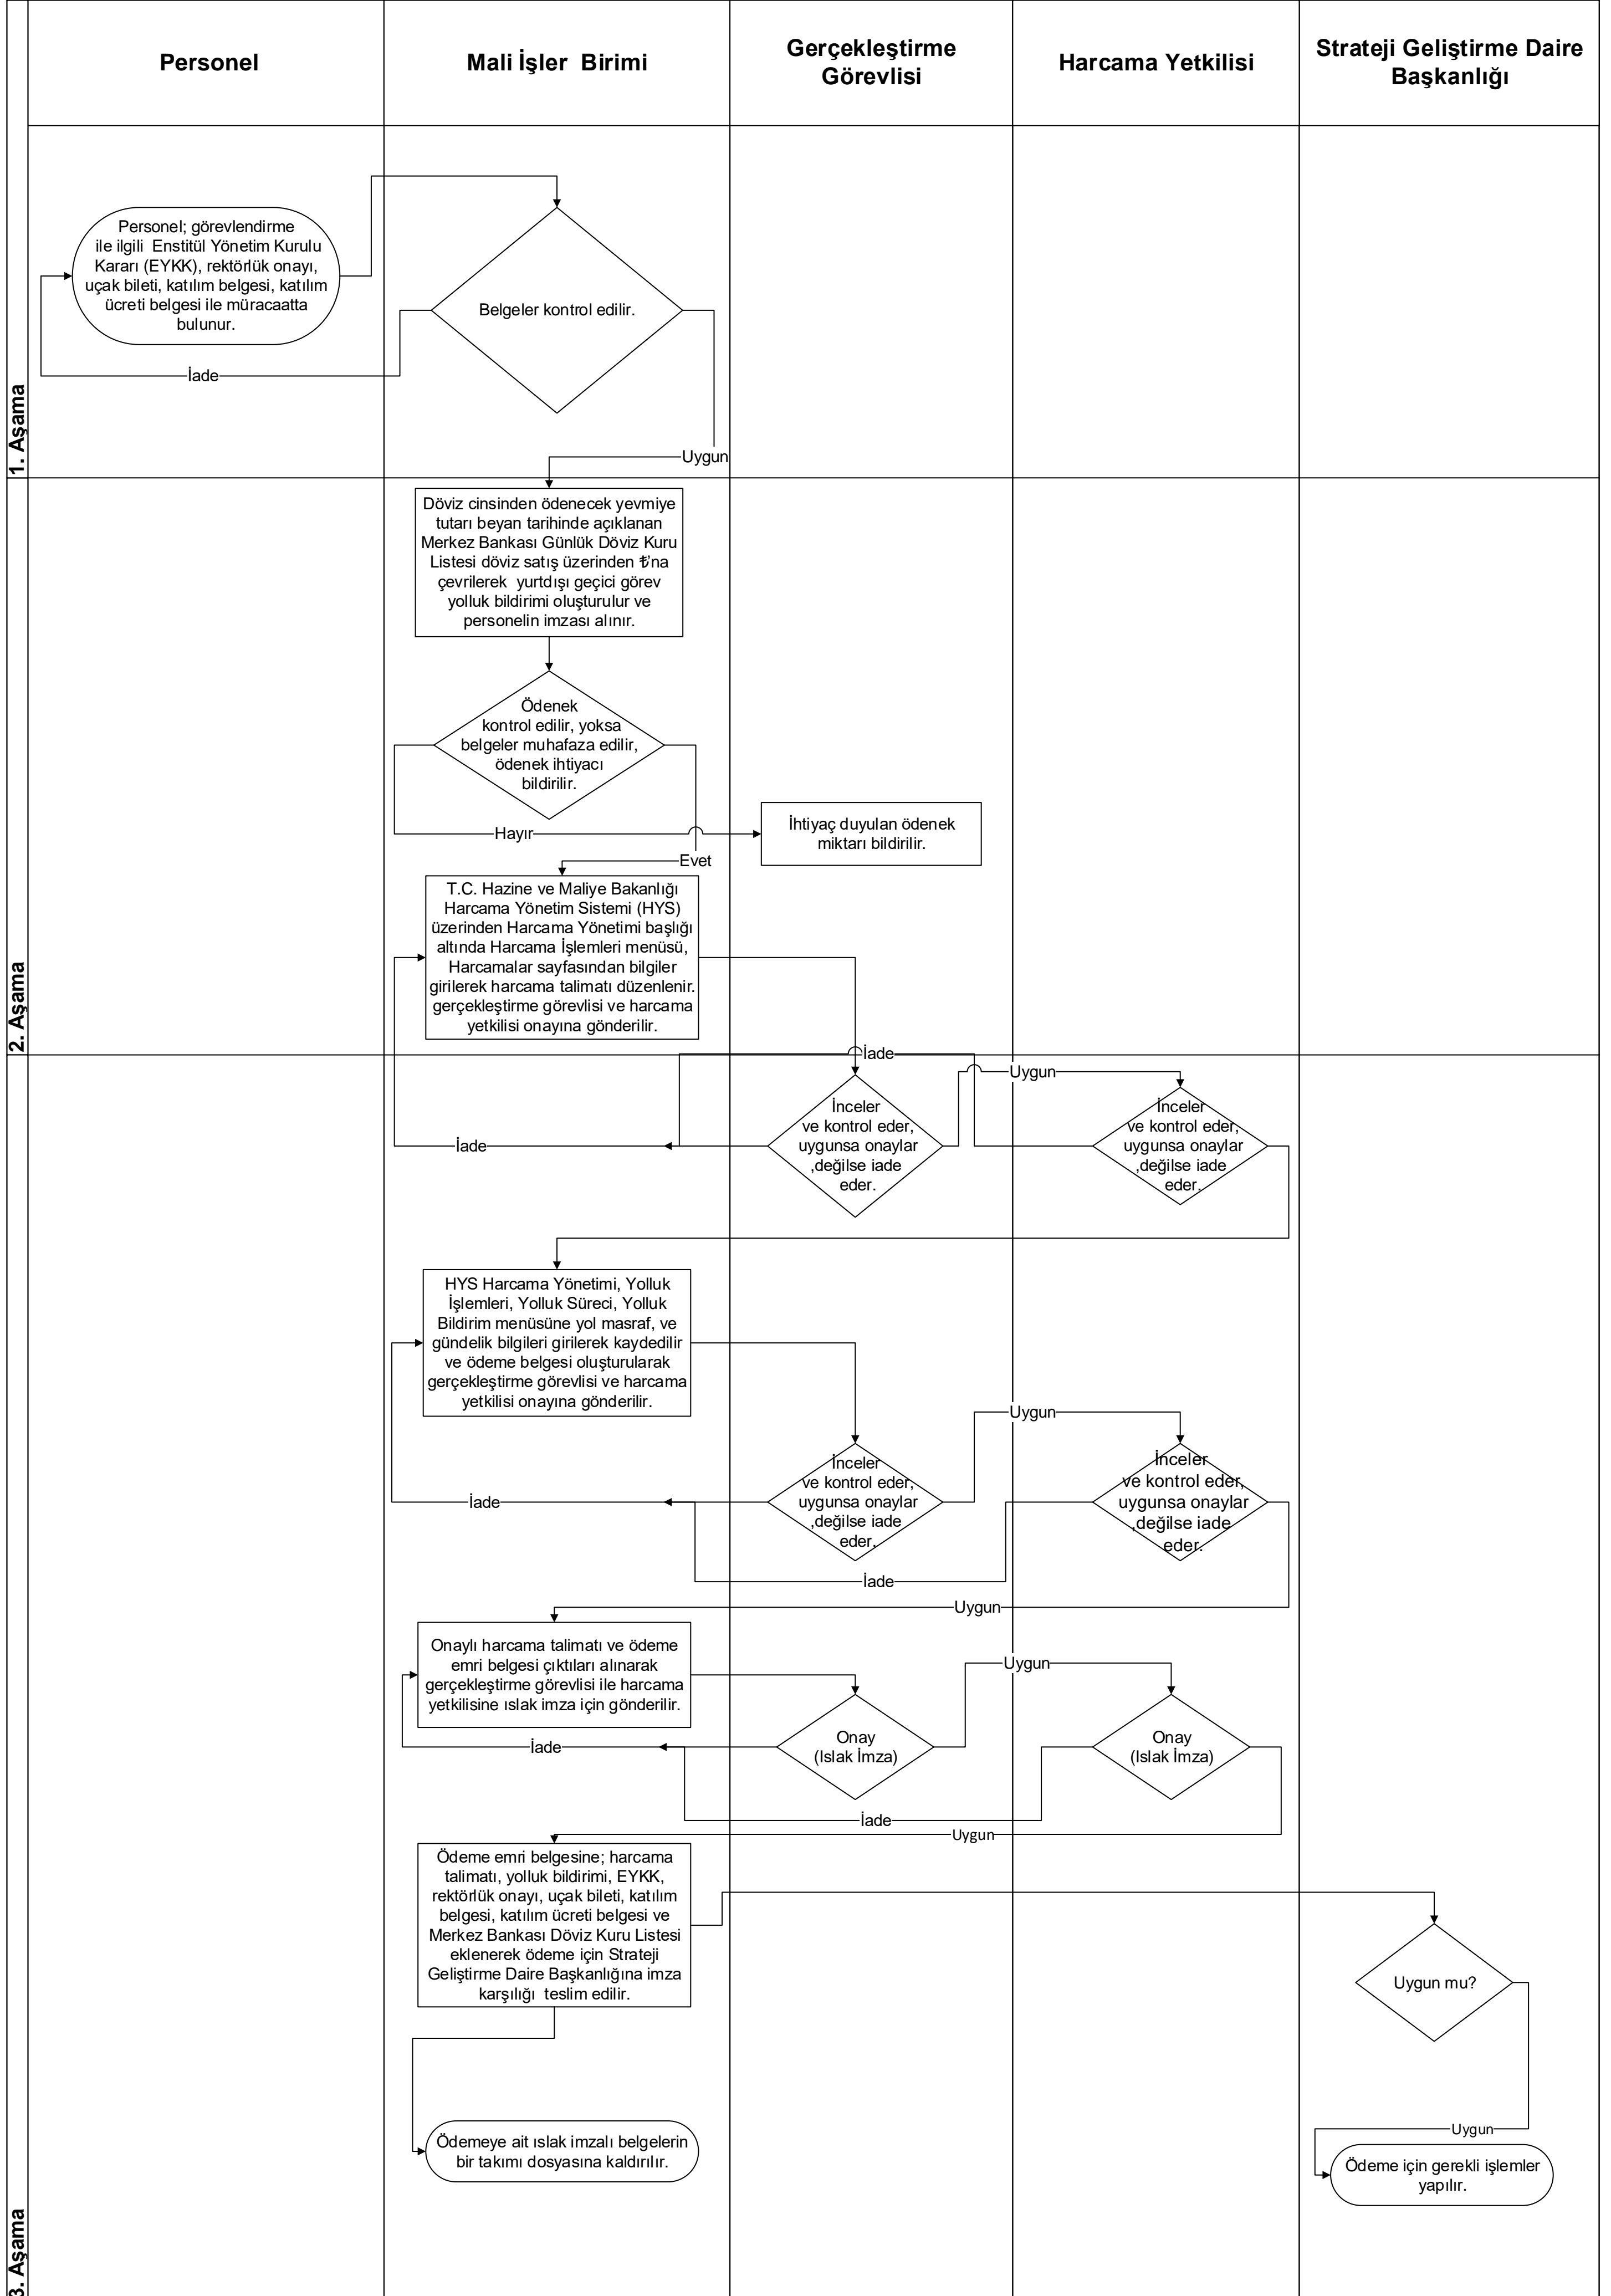 Personel
Mali İşler  Birimi
Gerçekleştirme
Görevlisi
Harcama Yetkilisi
Strateji Geliştirme Daire
Başkanlığı
1. Aşama
Personel; görevlendirme
ile ilgili  Enstitül Yönetim Kurulu
Kararı (EYKK), rektörlük onayı,
uçak bileti, katılım belgesi, katılım
ücreti belgesi ile müracaatta
bulunur.
Belgeler kontrol edilir.
İade
Uygun
2. Aşama
Döviz cinsinden ödenecek yevmiye
tutarı beyan tarihinde açıklanan
Merkez Bankası Günlük Döviz Kuru
Listesi döviz satış üzerinden ₺'na
çevrilerek  yurtdışı geçici görev
yolluk bildirimi oluşturulur ve
personelin imzası alınır.
Ödenek
kontrol edilir, yoksa
belgeler muhafaza edilir,
ödenek ihtiyacı
bildirilir.
Hayır
İhtiyaç duyulan ödenek
miktarı bildirilir.
Evet
T.C. Hazine ve Maliye Bakanlığı
Harcama Yönetim Sistemi (HYS)
üzerinden Harcama Yönetimi başlığı
altında Harcama İşlemleri menüsü,
Harcamalar sayfasından bilgiler
girilerek harcama talimatı düzenlenir.
gerçekleştirme görevlisi ve harcama
yetkilisi onayına gönderilir.
3. Aşama
İade
Uygun
İnceler
ve kontrol eder,
uygunsa onaylar
,değilse iade
eder.
İnceler
ve kontrol eder,
uygunsa onaylar
,değilse iade
eder.
İade
HYS Harcama Yönetimi, Yolluk
İşlemleri, Yolluk Süreci, Yolluk
Bildirim menüsüne yol masraf, ve
gündelik bilgileri girilerek kaydedilir
ve ödeme belgesi oluşturularak
gerçekleştirme görevlisi ve harcama
yetkilisi onayına gönderilir.
Uygun
İnceler
ve kontrol eder,
uygunsa onaylar
,değilse iade
eder.
İnceler
ve kontrol eder,
uygunsa onaylar
,değilse iade
eder.
İade
İade
Uygun
Onaylı harcama talimatı ve ödeme
emri belgesi çıktıları alınarak
gerçekleştirme görevlisi ile harcama
yetkilisine ıslak imza için gönderilir.
Uygun
Onay
(Islak İmza)
Onay
(Islak İmza)
İade
İade
Uygun
Ödeme emri belgesine; harcama
talimatı, yolluk bildirimi, EYKK,
rektörlük onayı, uçak bileti, katılım
belgesi, katılım ücreti belgesi ve
Merkez Bankası Döviz Kuru Listesi
eklenerek ödeme için Strateji
Geliştirme Daire Başkanlığına imza
karşılığı  teslim edilir.
Uygun mu?
Uygun
Ödemeye ait ıslak imzalı belgelerin
bir takımı dosyasına kaldırılır.
Ödeme için gerekli işlemler
yapılır.